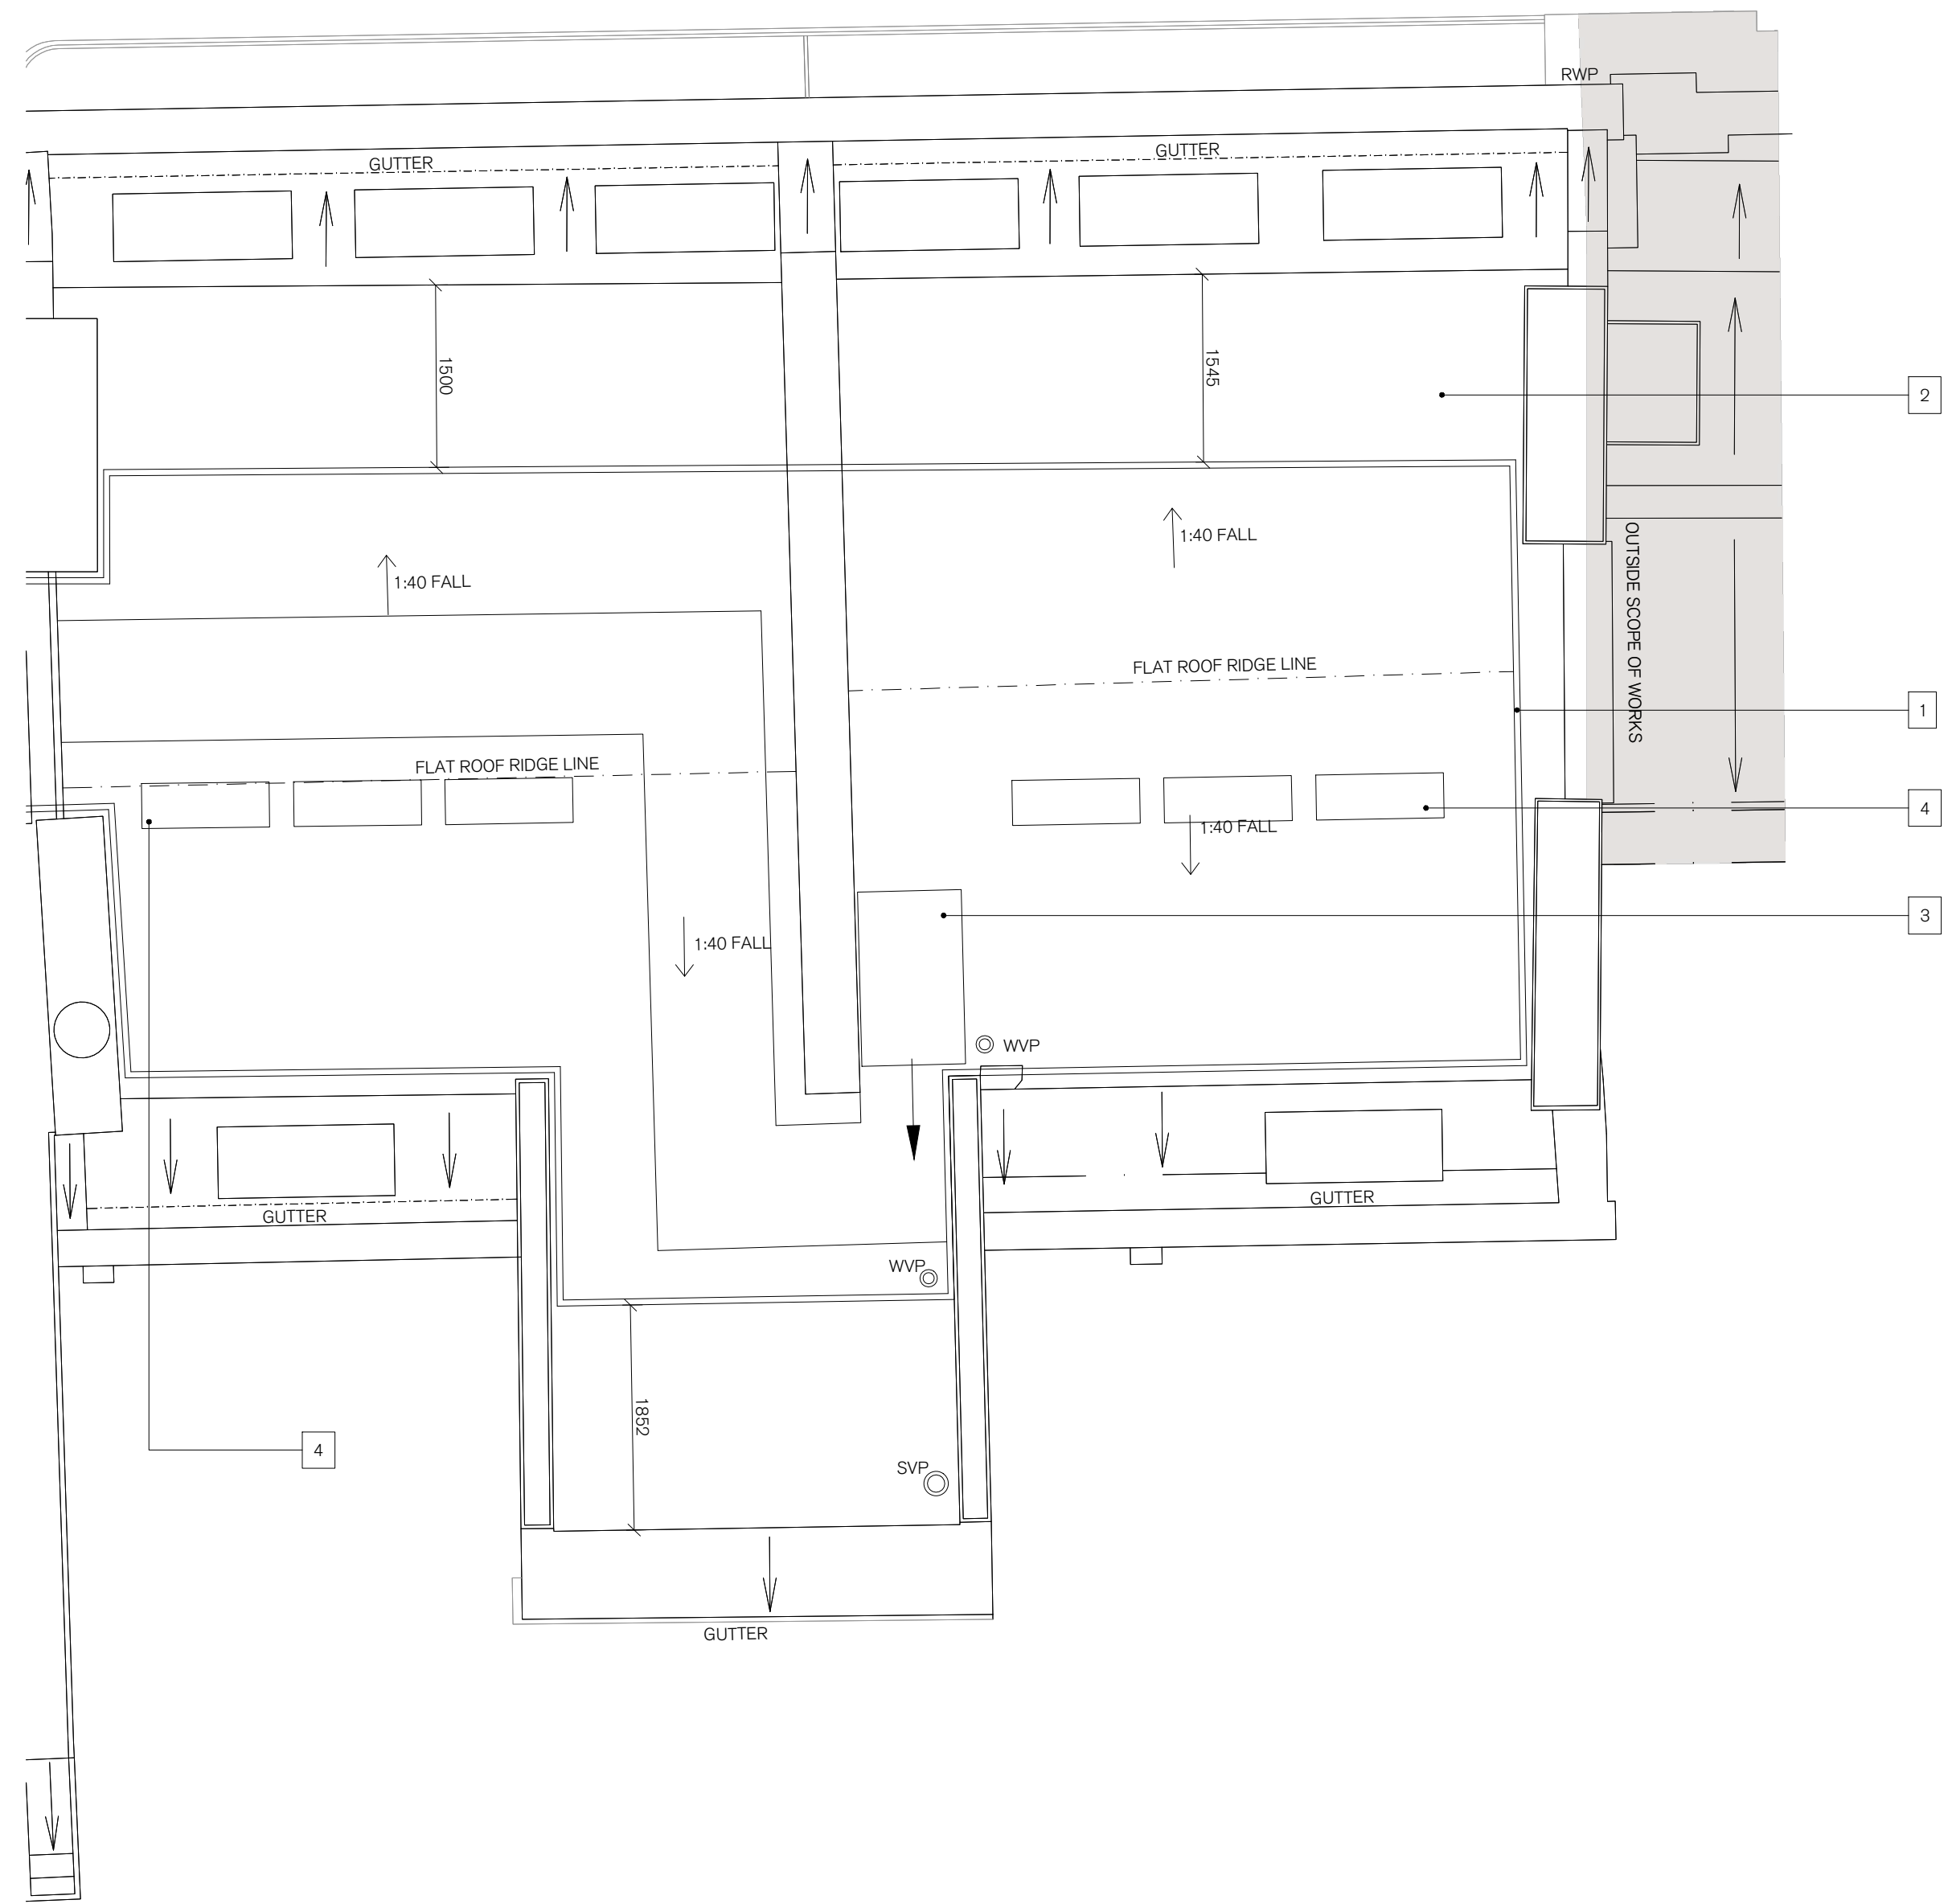 RWP
GUTTER
GUTTER
1500
1545
2
1:40 FALL
1:40 FALL
OUTSIDE SCOPE OF WORKS
FLAT ROOF RIDGE LINE
1
FLAT ROOF RIDGE LINE
4
1:40 FALL
3
1:40 FALL
WVP
GUTTER
GUTTER
WVP
1852
4
SVP
GUTTER